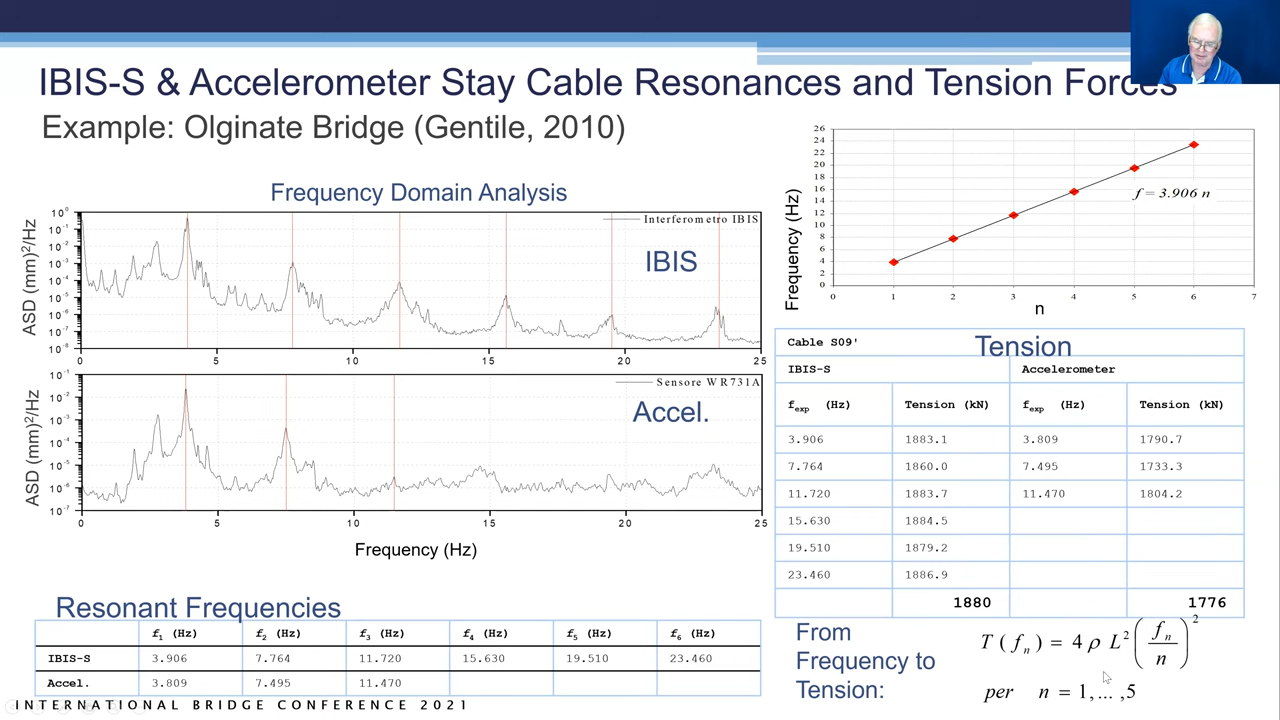 IBIS-S & Accelerometer Stay Cable Resonances and Tension Forces
Example: Olginate Bridge (Gentile, 2010)
Frequency Domain Analysis
ASD (mm)²/Hz
10⁰
10⁻¹
10⁻²
10⁻³
10⁻⁴
10⁻⁵
10⁻⁶
10⁻⁷
10⁻⁸
Interferometro IBIS
IBIS
0 5 10 15 20 25
ASD (mm)²/Hz
10⁻¹
10⁻²
10⁻³
10⁻⁴
10⁻⁵
10⁻⁶
10⁻⁷
Sensore WR731A
Accel.
0 5 10 15 20 25
Frequency (Hz)
Resonant Frequencies
f₁ (Hz) f₂ (Hz) f₃ (Hz) f₄ (Hz) f₅ (Hz) f₆ (Hz)
IBIS-S 3.906 7.764 11.720 15.630 19.510 23.460
Accel. 3.809 7.495 11.470
Frequency (Hz)
26
24
22
20
18
16
14
12
10
8
6
4
2
0
f = 3.906 n
0 1 2 3 4 5 6 7
n
Cable S09' Tension
IBIS-S Accelerometer
f_exp (Hz) Tension (kN) f_exp (Hz) Tension (kN)
3.906 1883.1 3.809 1790.7
7.764 1860.0 7.495 1733.3
11.720 1883.7 11.470 1804.2
15.630 1884.5
19.510 1879.2
23.460 1886.9
1880 1776
From
Frequency to
Tension:
T(fₙ) = 4 ρ L² (fₙ / n)²
per n = 1,... ,5
INTERNATIONAL BRIDGE CONFERENCE 2021